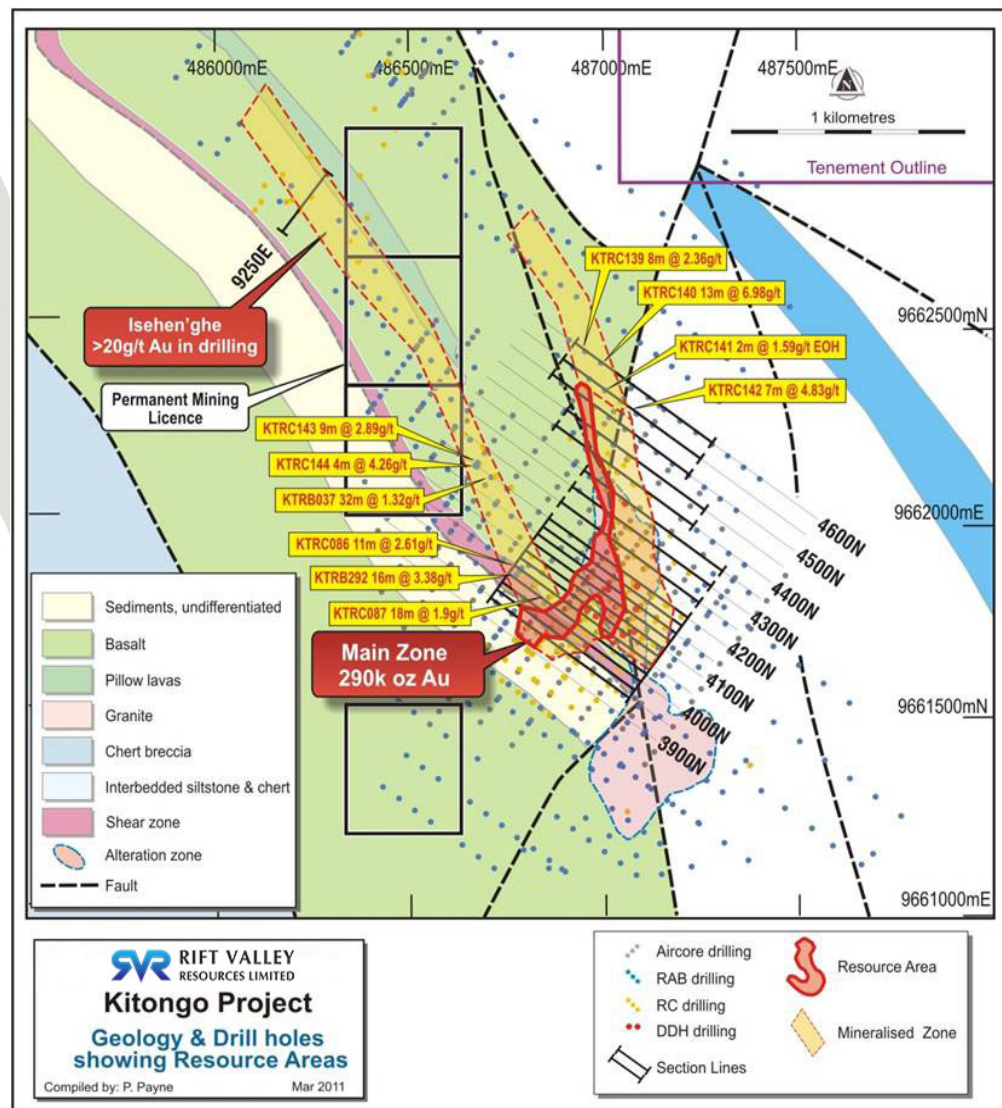 486000mE
486500mE
487000mE
487500mE
N
1 kilometres
Tenement Outline
9250E
KTRC139 8m @ 2.36g/t
KTRC140 13m @ 6.98g/t
9662500mN
Isehen'ghe
>20g/t Au in drilling
KTRC141 2m @ 1.59g/t EOH
KTRC142 7m @ 4.83g/t
Permanent Mining
Licence
KTRC143 9m @ 2.89g/t
KTRC144 4m @ 4.26g/t
KTRB037 32m @ 1.32g/t
9662000mE
KTRC086 11m @ 2.61g/t
KTRB292 16m @ 3.38g/t
KTRC087 18m @ 1.9g/t
4600N
4500N
4400N
4300N
4200N
4100N
4000N
3900N
Main Zone
290k oz Au
9661500mN
9661000mE
Sediments, undifferentiated
Basalt
Pillow lavas
Granite
Chert breccia
Interbedded siltstone & chert
Shear zone
Alteration zone
Fault
SVR RIFT VALLEY
RESOURCES LIMITED
Kitongo Project
Geology & Drill holes
showing Resource Areas
Compiled by: P. Payne Mar 2011
Aircore drilling
RAB drilling
RC drilling
DDH drilling
Section Lines
Resource Area
Mineralised Zone